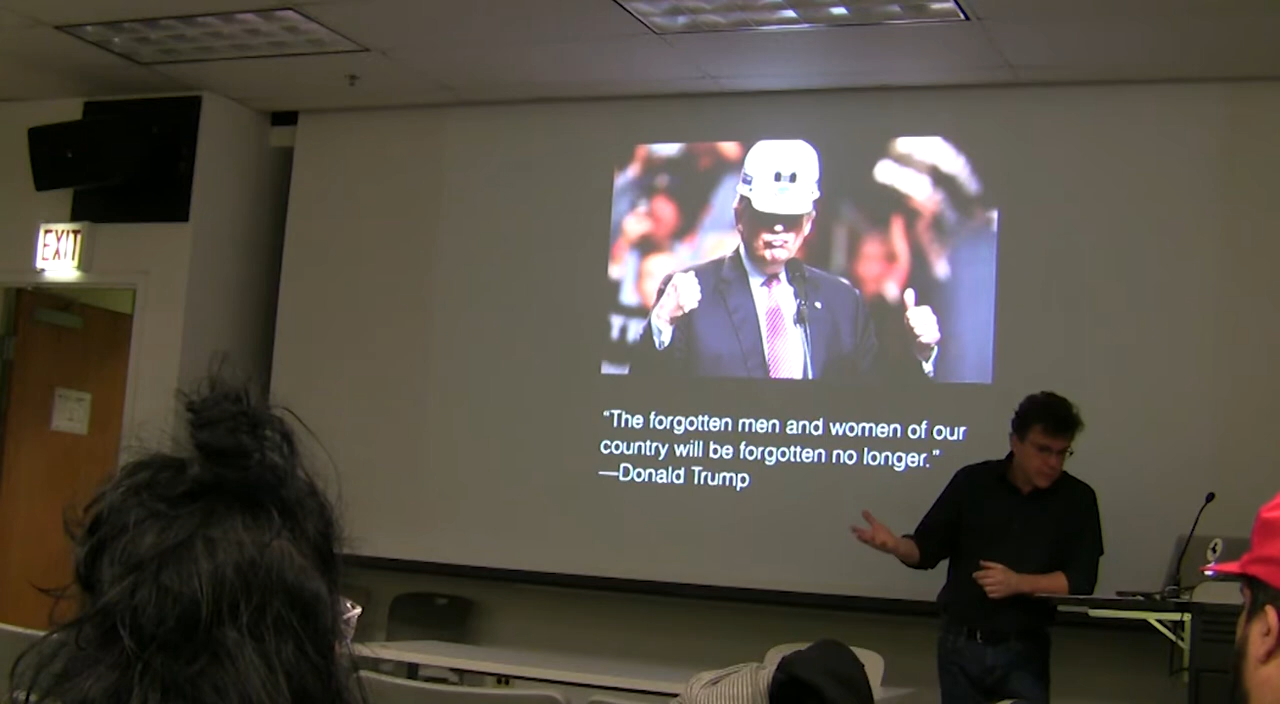 EXIT
“The forgotten men and women of our
country will be forgotten no longer.”
—Donald Trump